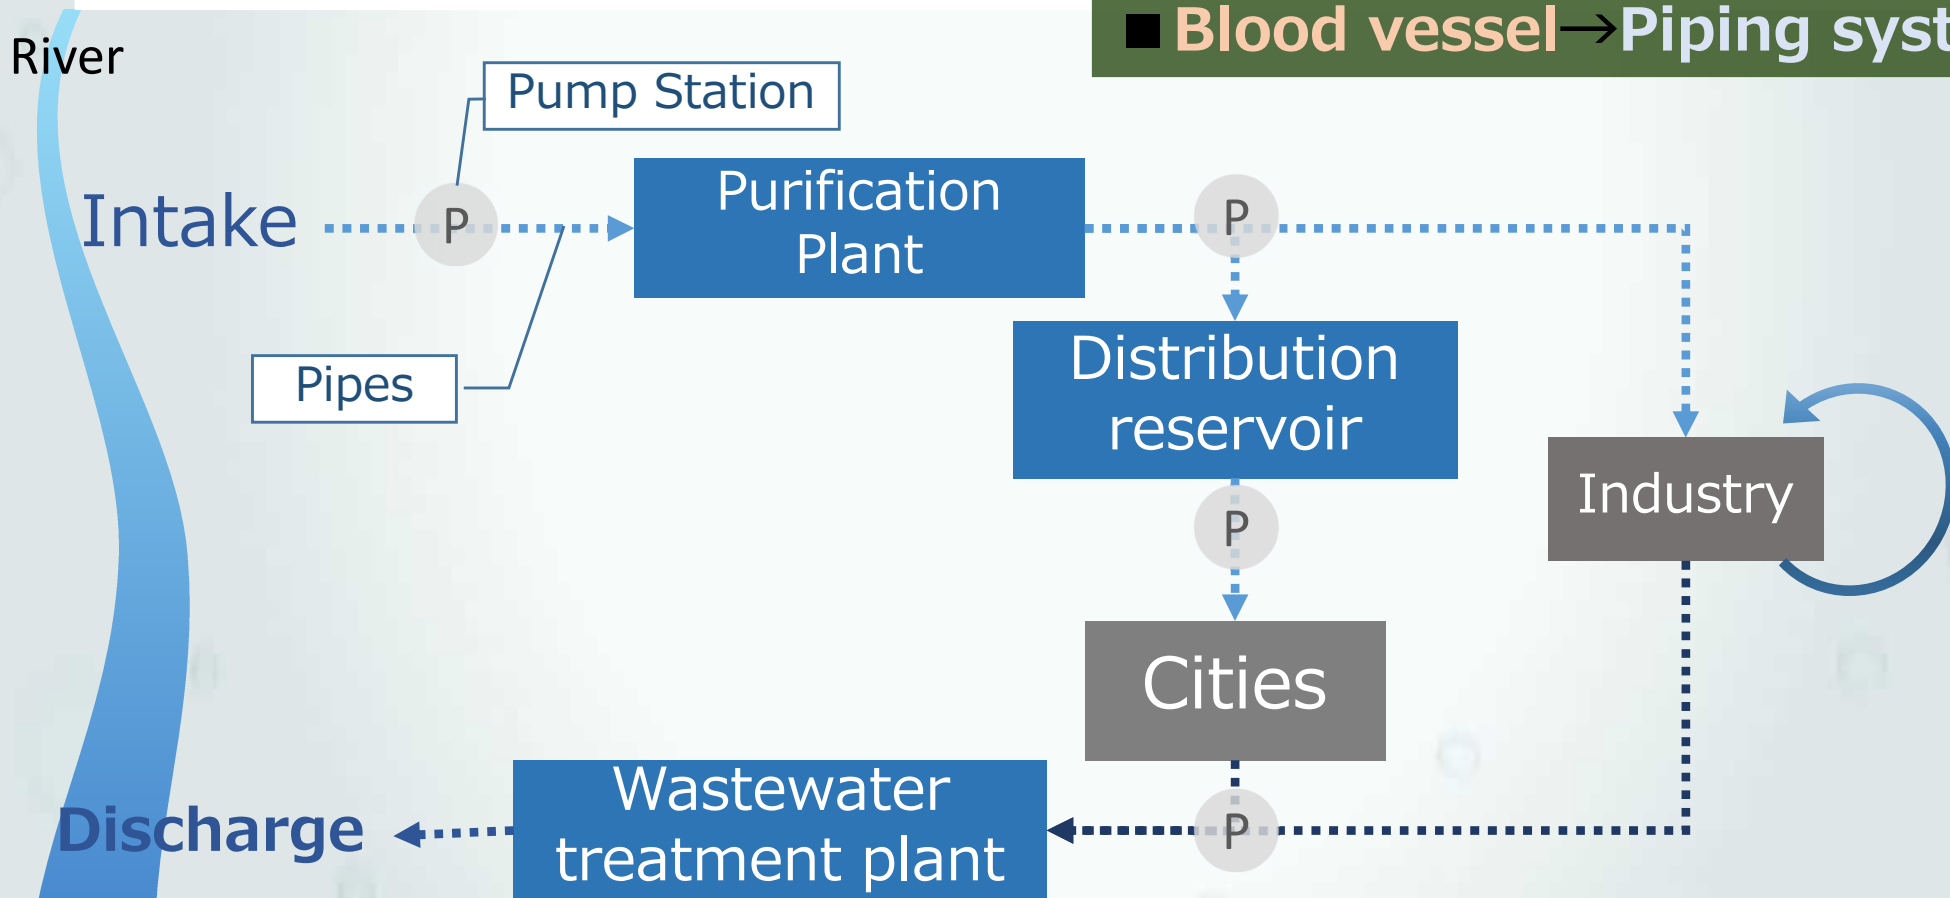 ■ Blood vessel→Piping syst
River
Pump Station
Purification
Plant
Intake
P
P
Distribution
reservoir
Pipes
Industry
P
Cities
Wastewater
treatment plant
Discharge
P